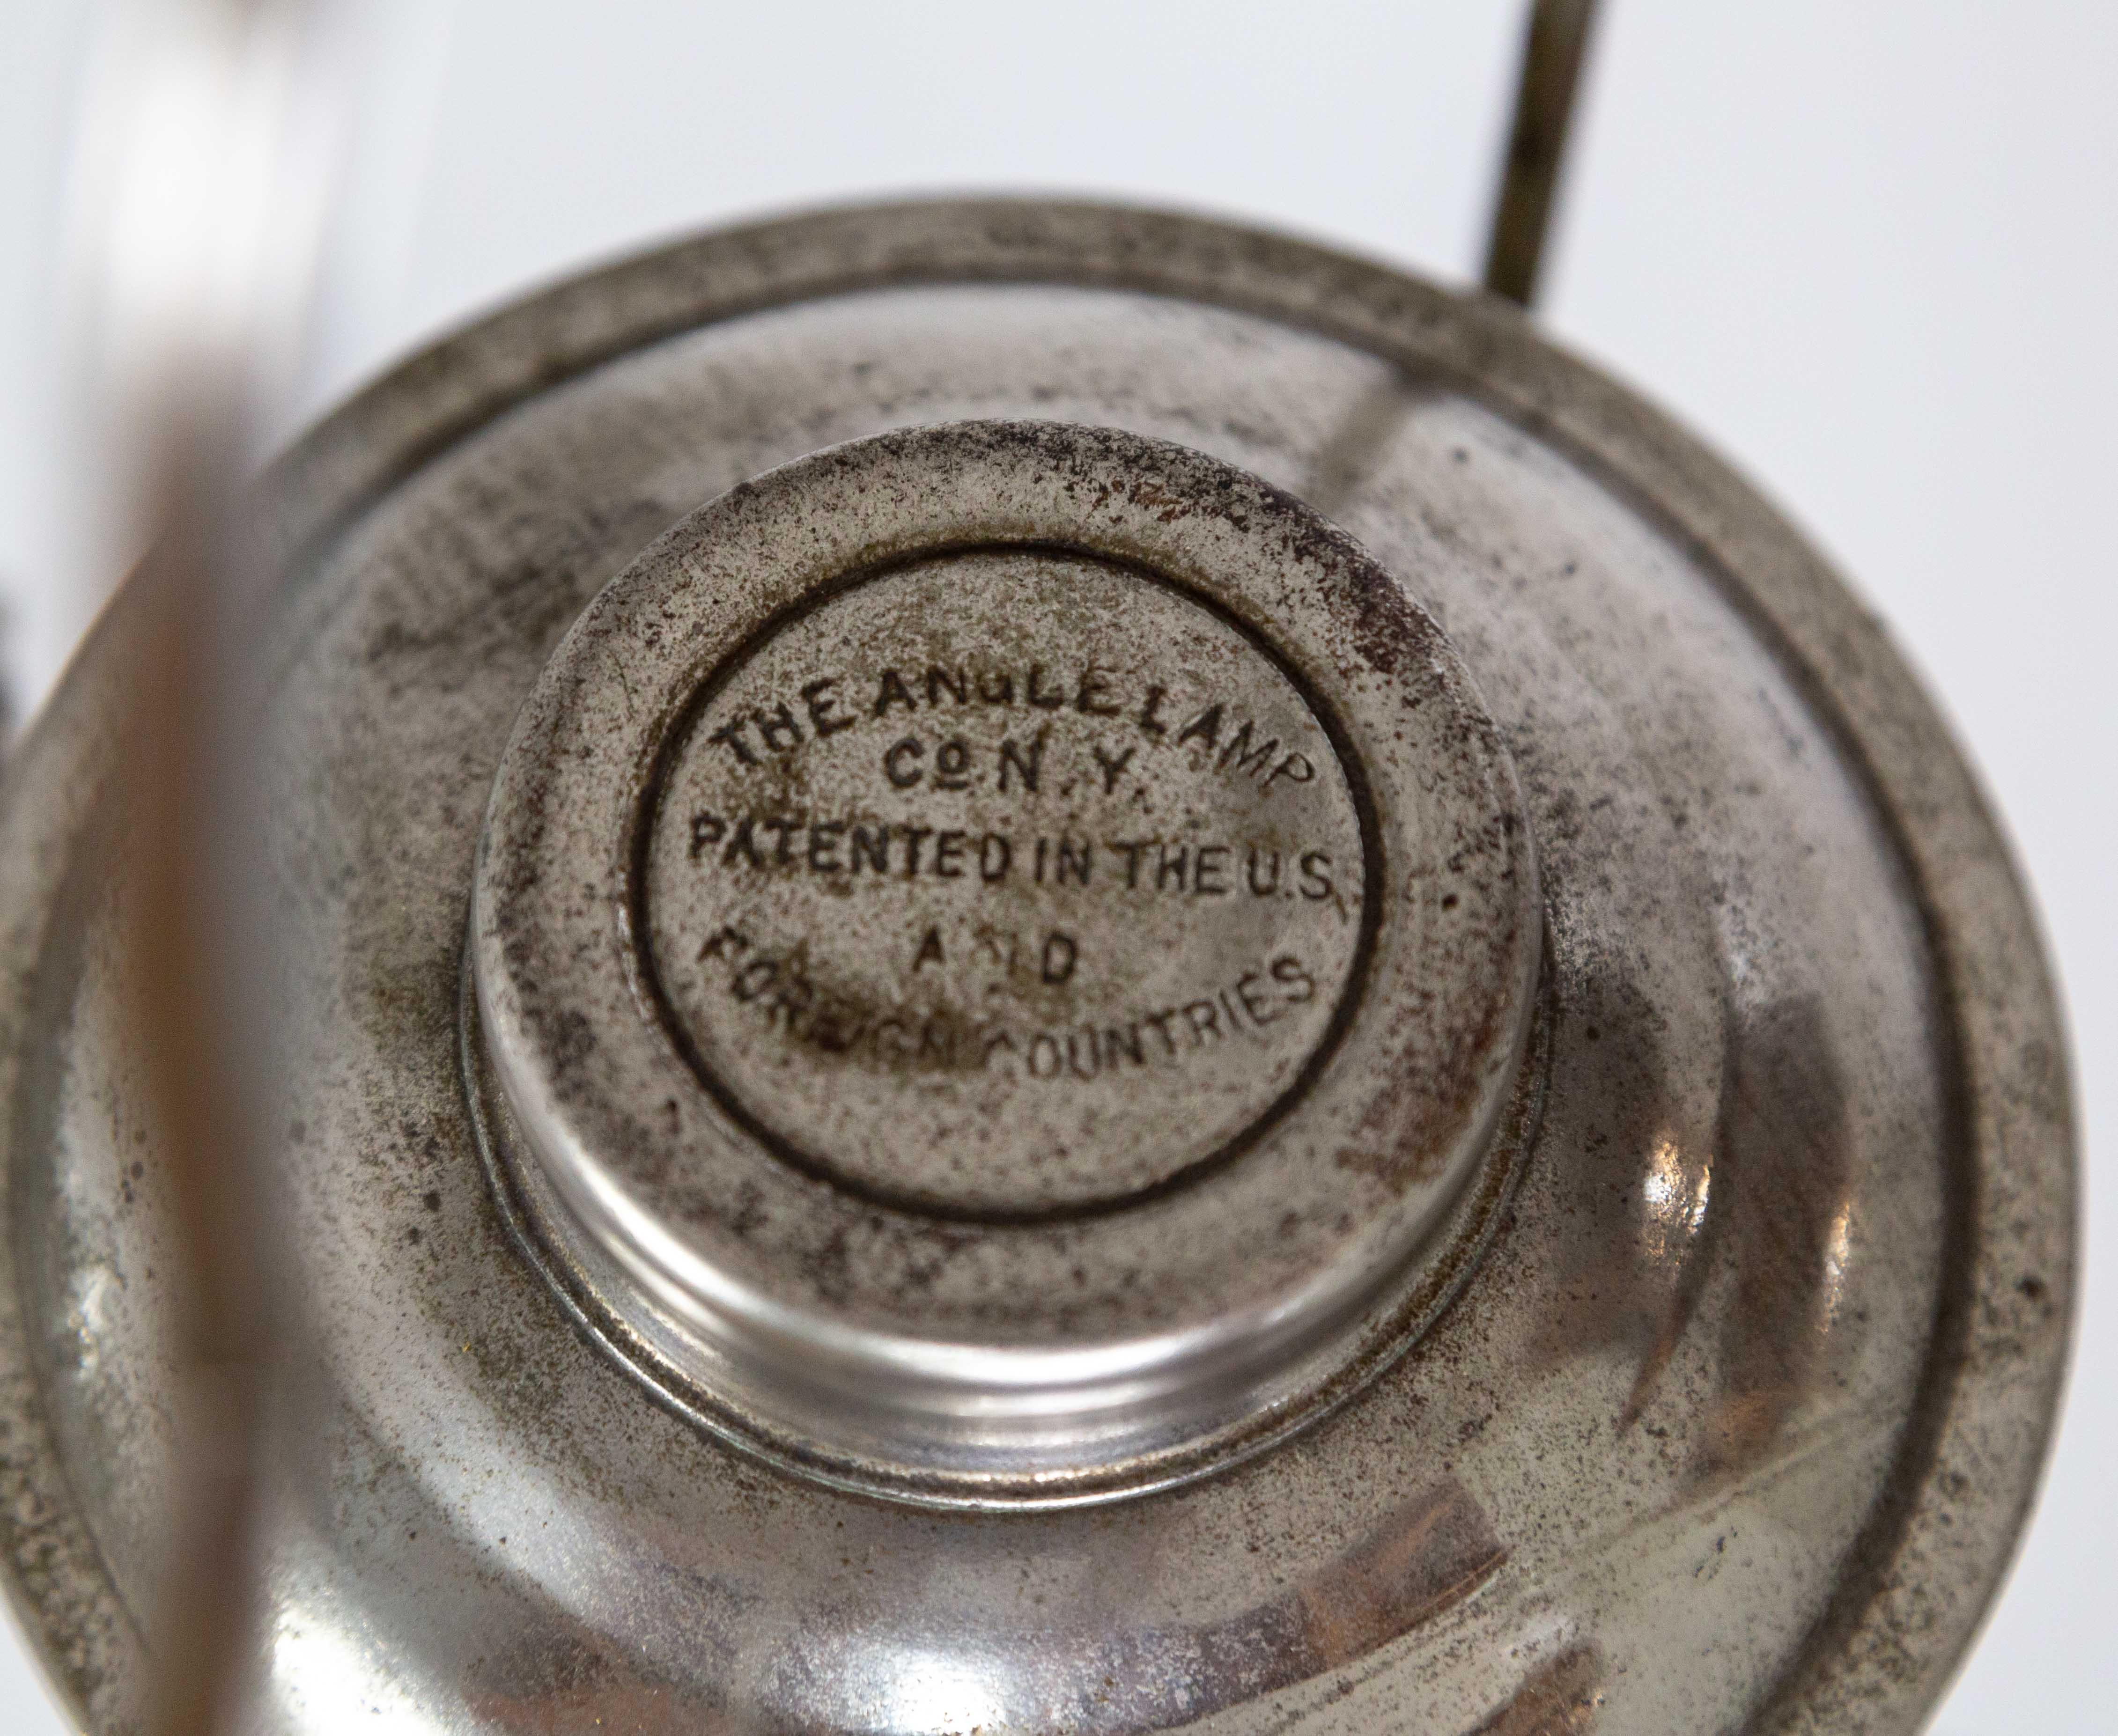 THE ANGLE LAMP
Cº N.Y.
PATENTED IN THE U.S.
AND
FOREIGN COUNTRIES